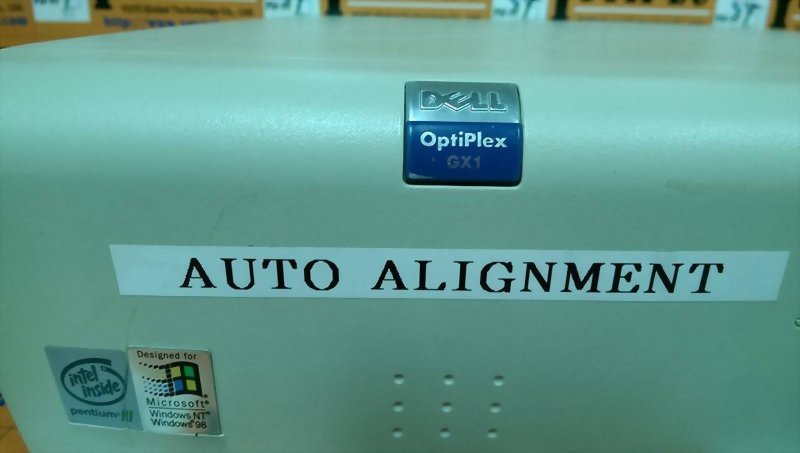 DELL
OptiPlex
GX1
AUTO ALIGNMENT
intel
inside
pentium III
Designed for
Microsoft®
Windows NT®
Windows 98